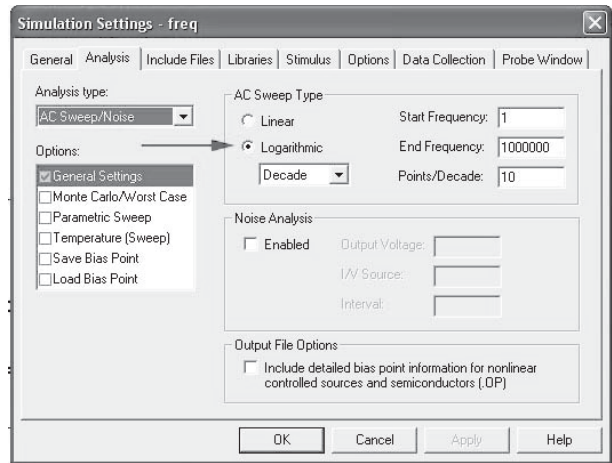 Simulation Settings - freq
General Analysis Include Files Libraries Stimulus Options Data Collection Probe Window
Analysis type:
AC Sweep/Noise
Options:
General Settings
Monte Carlo/Worst Case
Parametric Sweep
Temperature (Sweep)
Save Bias Point
Load Bias Point
AC Sweep Type
Linear
Logarithmic
Decade
Start Frequency: 1
End Frequency: 1000000
Points/Decade: 10
Noise Analysis
Enabled
Output Voltage:
I/V Source:
Interval:
Output File Options
Include detailed bias point information for nonlinear
controlled sources and semiconductors (.OP)
OK Cancel Apply Help